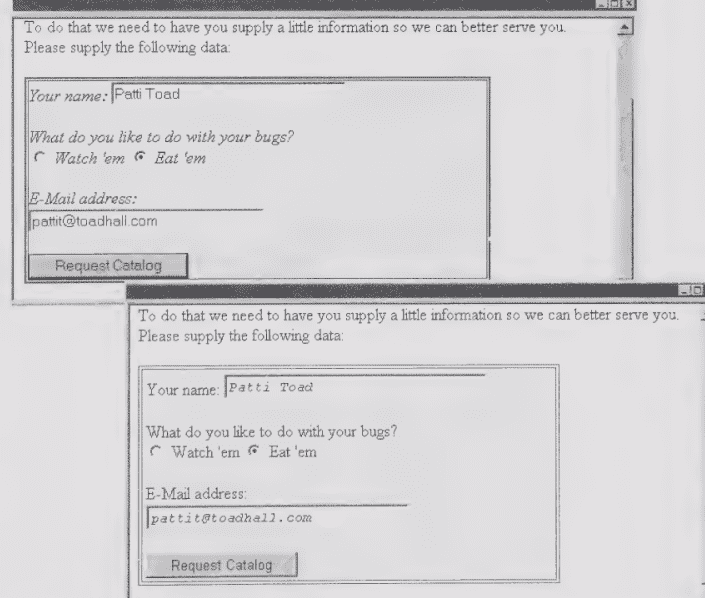 To do that we need to have you supply a little information so we can better serve you.
Please supply the following data:
Your name: Patti Toad
What do you like to do with your bugs?
Watch 'em Eat 'em
E-Mail address:
pattit@toadhall.com
Request Catalog
To do that we need to have you supply a little information so we can better serve you.
Please supply the following data:
Your name: Patti Toad
What do you like to do with your bugs?
Watch 'em Eat 'em
E-Mail address:
pattit@toadhall.com
Request Catalog